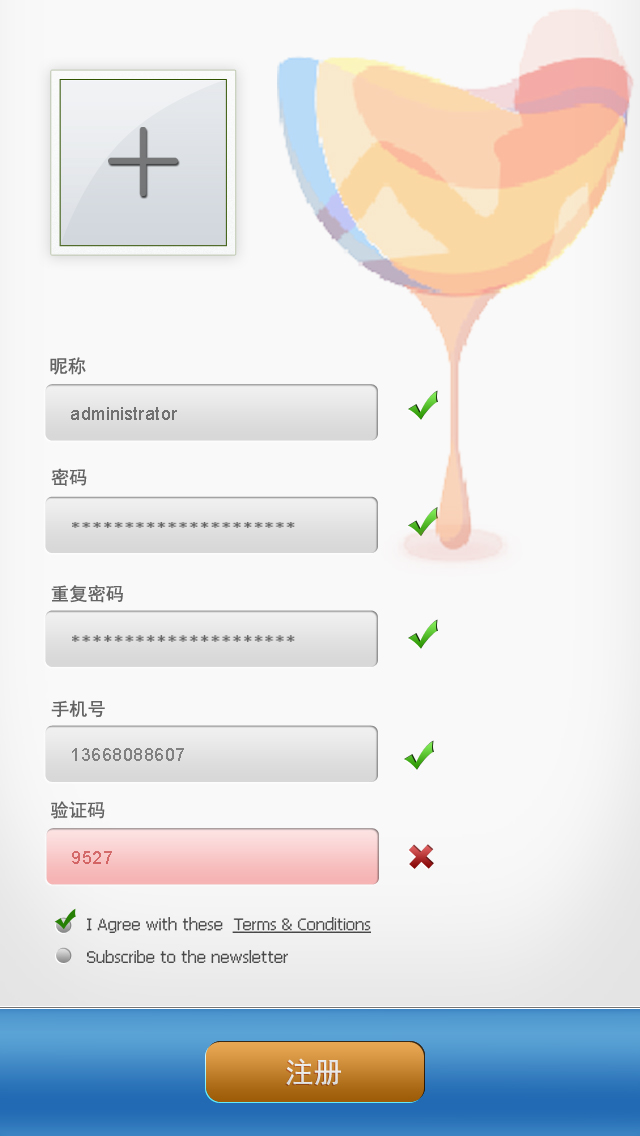 昵称
administrator
密码
*********************
重复密码
*********************
手机号
13668088607
验证码
9527
I Agree with these Terms & Conditions
Subscribe to the newsletter
注册